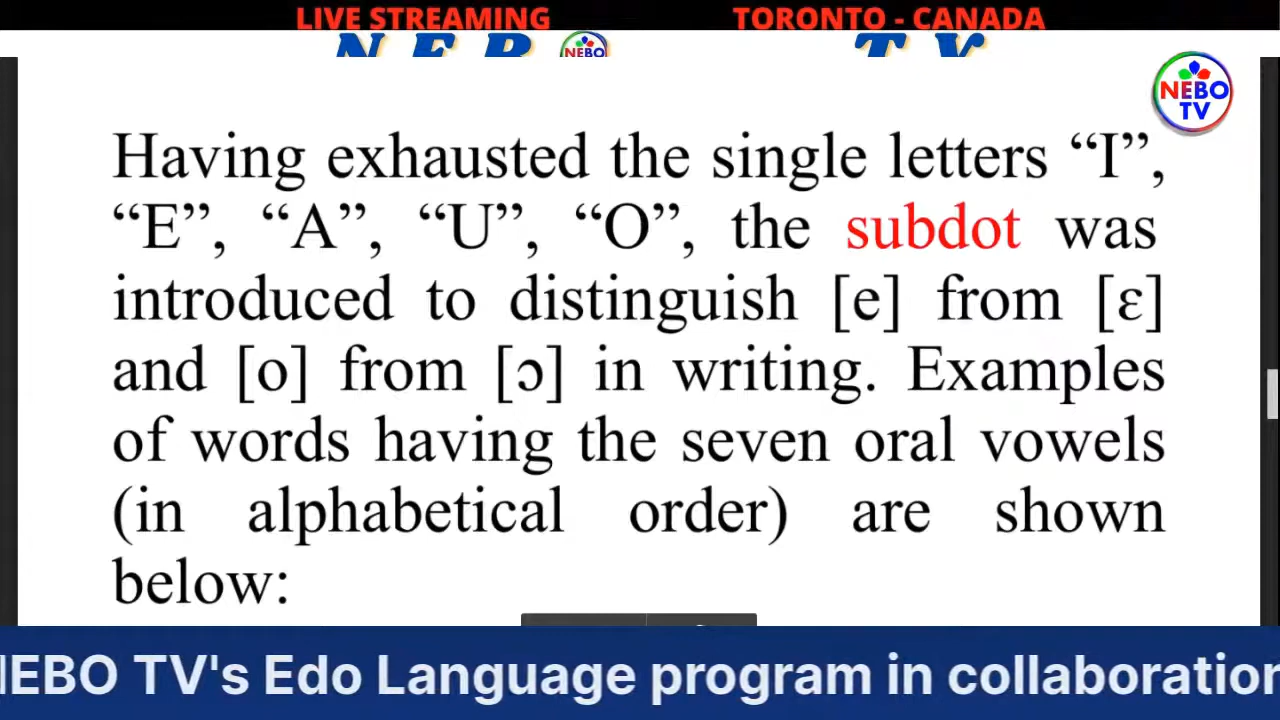 LIVE STREAMING TORONTO - CANADA
NEBO
NEBO
TV
Having exhausted the single letters “I”,
“E”, “A”, “U”, “O”, the subdot was
introduced to distinguish [e] from [ɛ]
and [o] from [ɔ] in writing. Examples
of words having the seven oral vowels
(in alphabetical order) are shown
below:
NEBO TV's Edo Language program in collaboration